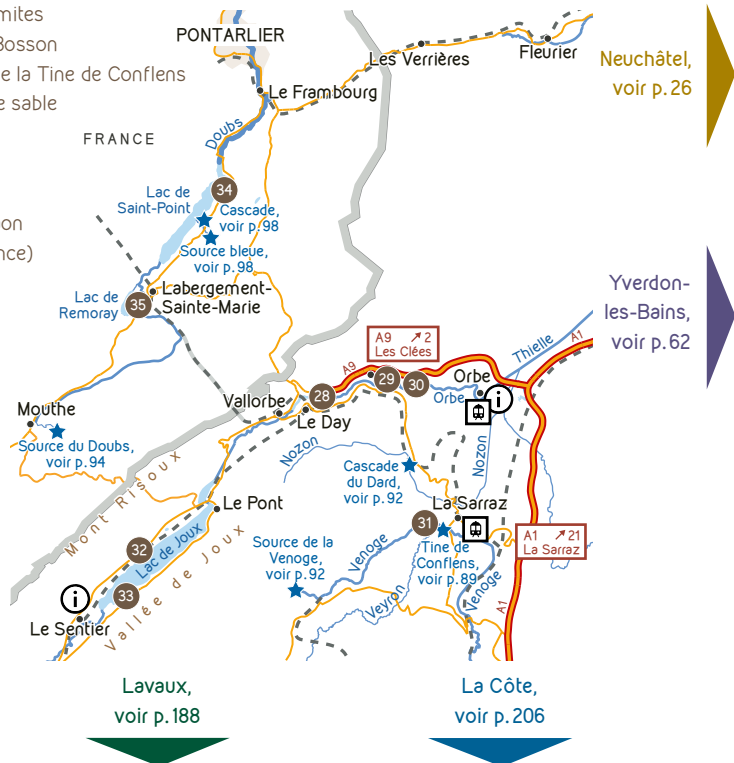 mites
Bosson
e la Tine de Conflens
e sable
on
nce)
PONTARLIER
Les Verrières
Fleurier
Neuchâtel,
voir p. 26
Le Frambourg
FRANCE
Doubs
34
Lac de
Saint-Point
Cascade,
voir p. 98
Source bleue,
voir p. 98
Labergement-
Sainte-Marie
Lac de
Remoray
35
Yverdon-
les-Bains,
voir p. 62
A9 ↗ 2
Les Clées
Thielle
A1
A9
28
29
30
Orbe
Orbe
i
Vallorbe
Le Day
Mouthe
Source du Doubs,
voir p. 94
Mont Risoux
Nozon
Nozon
Cascade
du Dard,
voir p. 92
Le Pont
La Sarraz
31
A1 ↗ 21
La Sarraz
32
Lac de Joux
33
Vallée de Joux
Source de la
Venoge,
voir p. 92
Venoge
Tine de
Conflens,
voir p. 89
Veyron
Venoge
A1
i
Le Sentier
Lavaux,
voir p. 188
La Côte,
voir p. 206